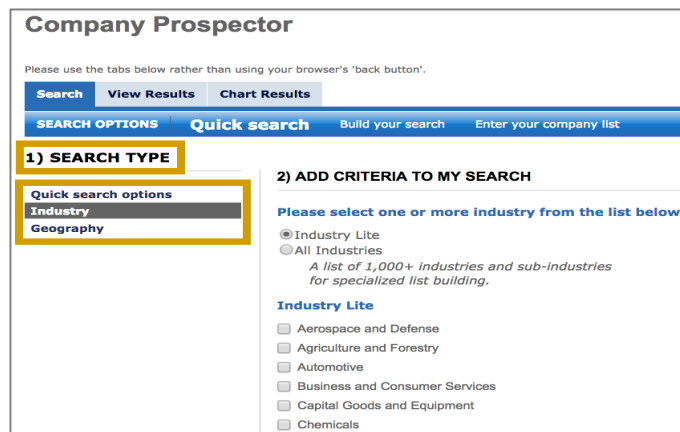 Company Prospector
Please use the tabs below rather than using your browser's 'back button'.
Search View Results Chart Results
SEARCH OPTIONS Quick search Build your search Enter your company list
1) SEARCH TYPE
Quick search options
Industry
Geography
2) ADD CRITERIA TO MY SEARCH
Please select one or more industry from the list below
Industry Lite
All Industries
A list of 1,000+ industries and sub-industries
for specialized list building.
Industry Lite
Aerospace and Defense
Agriculture and Forestry
Automotive
Business and Consumer Services
Capital Goods and Equipment
Chemicals